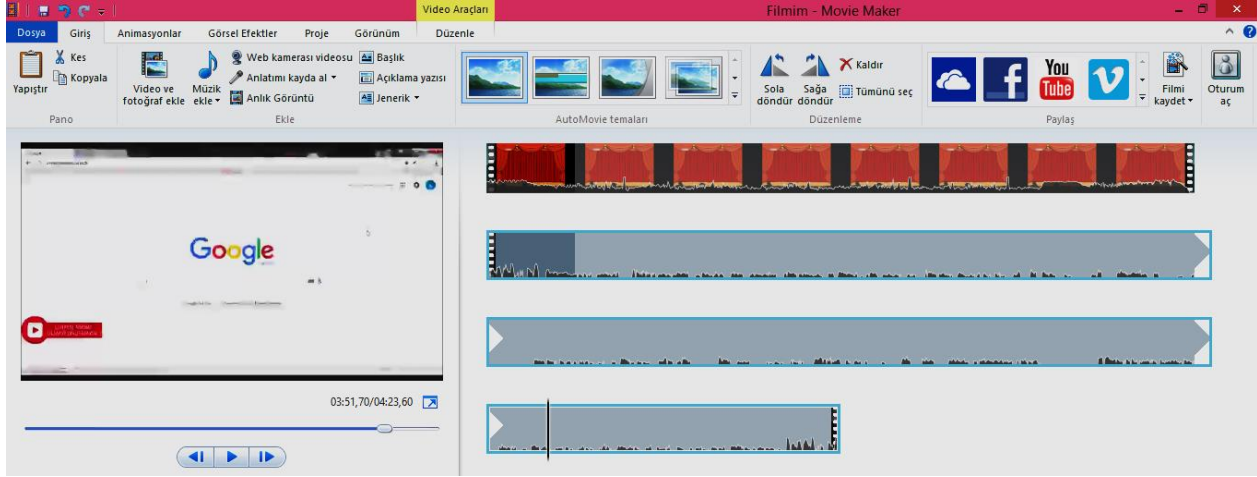 Video Araçları
Filmim - Movie Maker
Dosya
Giriş
Animasyonlar
Görsel Efektler
Proje
Görünüm
Düzenle
Yapıştır
Kes
Kopyala
Pano
Video ve
fotoğraf ekle
Müzik
ekle
Web kamerası videosu
Anlatımı kayda al
Anlık Görüntü
Başlık
Açıklama yazısı
Jenerik
Ekle
AutoMovie temaları
Sola
döndür
Sağa
döndür
Kaldır
Tümünü seç
Düzenleme
f
You
Tube
v
Paylaş
Filmi
kaydet
Oturum
aç
Google
03:51,70/04:23,60